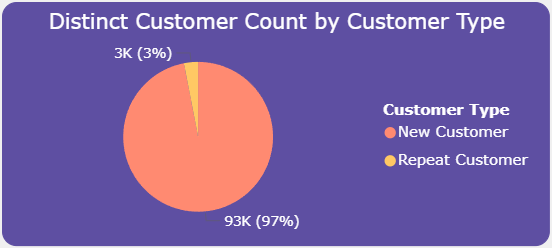 Distinct Customer Count by Customer Type
3K (3%)
Customer Type
New Customer
Repeat Customer
93K (97%)